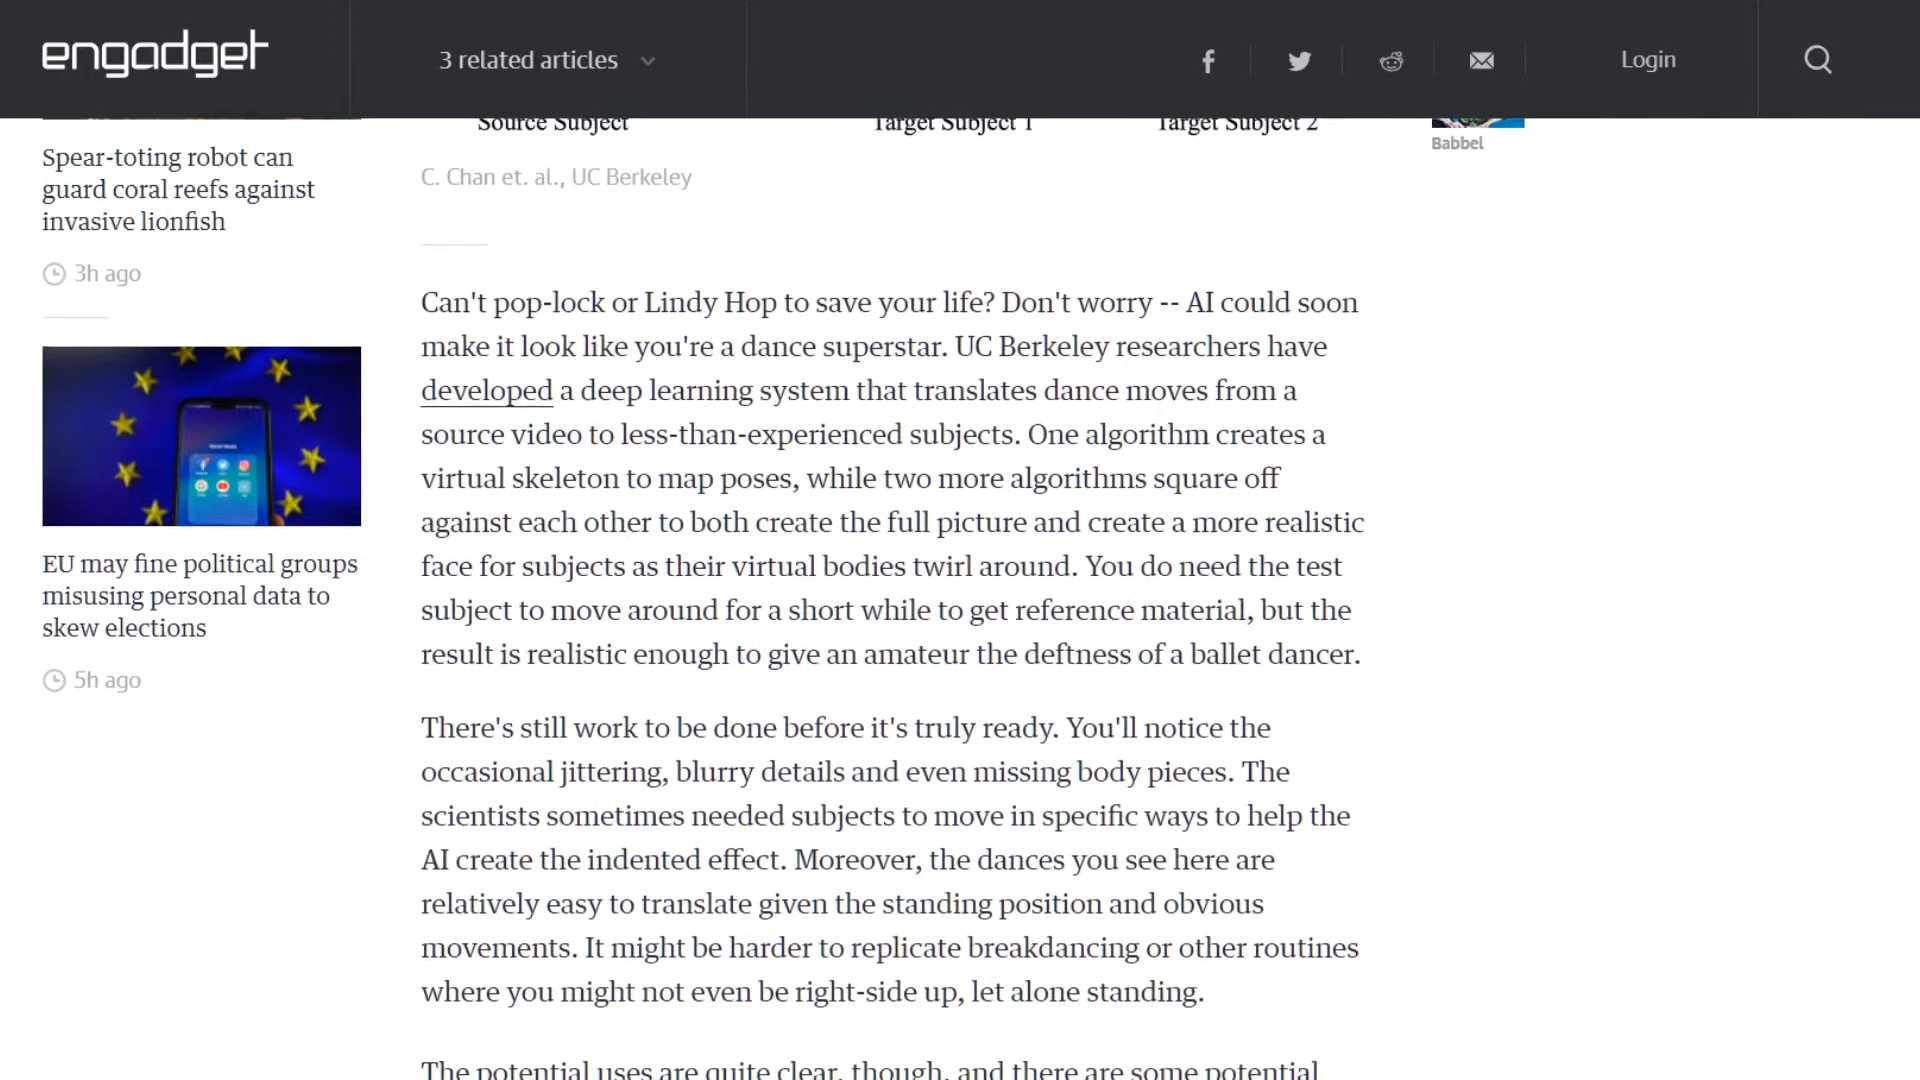 engadget
3 related articles
Login
Source Subject
Target Subject 1
Target Subject 2
Babbel
Spear-toting robot can
guard coral reefs against
invasive lionfish
3h ago
EU may fine political groups
misusing personal data to
skew elections
5h ago
C. Chan et. al., UC Berkeley
Can't pop-lock or Lindy Hop to save your life? Don't worry -- AI could soon
make it look like you're a dance superstar. UC Berkeley researchers have
developed a deep learning system that translates dance moves from a
source video to less-than-experienced subjects. One algorithm creates a
virtual skeleton to map poses, while two more algorithms square off
against each other to both create the full picture and create a more realistic
face for subjects as their virtual bodies twirl around. You do need the test
subject to move around for a short while to get reference material, but the
result is realistic enough to give an amateur the deftness of a ballet dancer.
There's still work to be done before it's truly ready. You'll notice the
occasional jittering, blurry details and even missing body pieces. The
scientists sometimes needed subjects to move in specific ways to help the
AI create the indented effect. Moreover, the dances you see here are
relatively easy to translate given the standing position and obvious
movements. It might be harder to replicate breakdancing or other routines
where you might not even be right-side up, let alone standing.
The potential uses are quite clear, though, and there are some potential